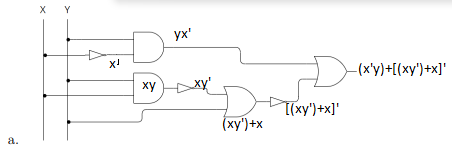 X Y
yx'
x'
xy
xy'
(xy')+x
[(xy')+x]'
(x'y)+[(xy')+x]'
a.